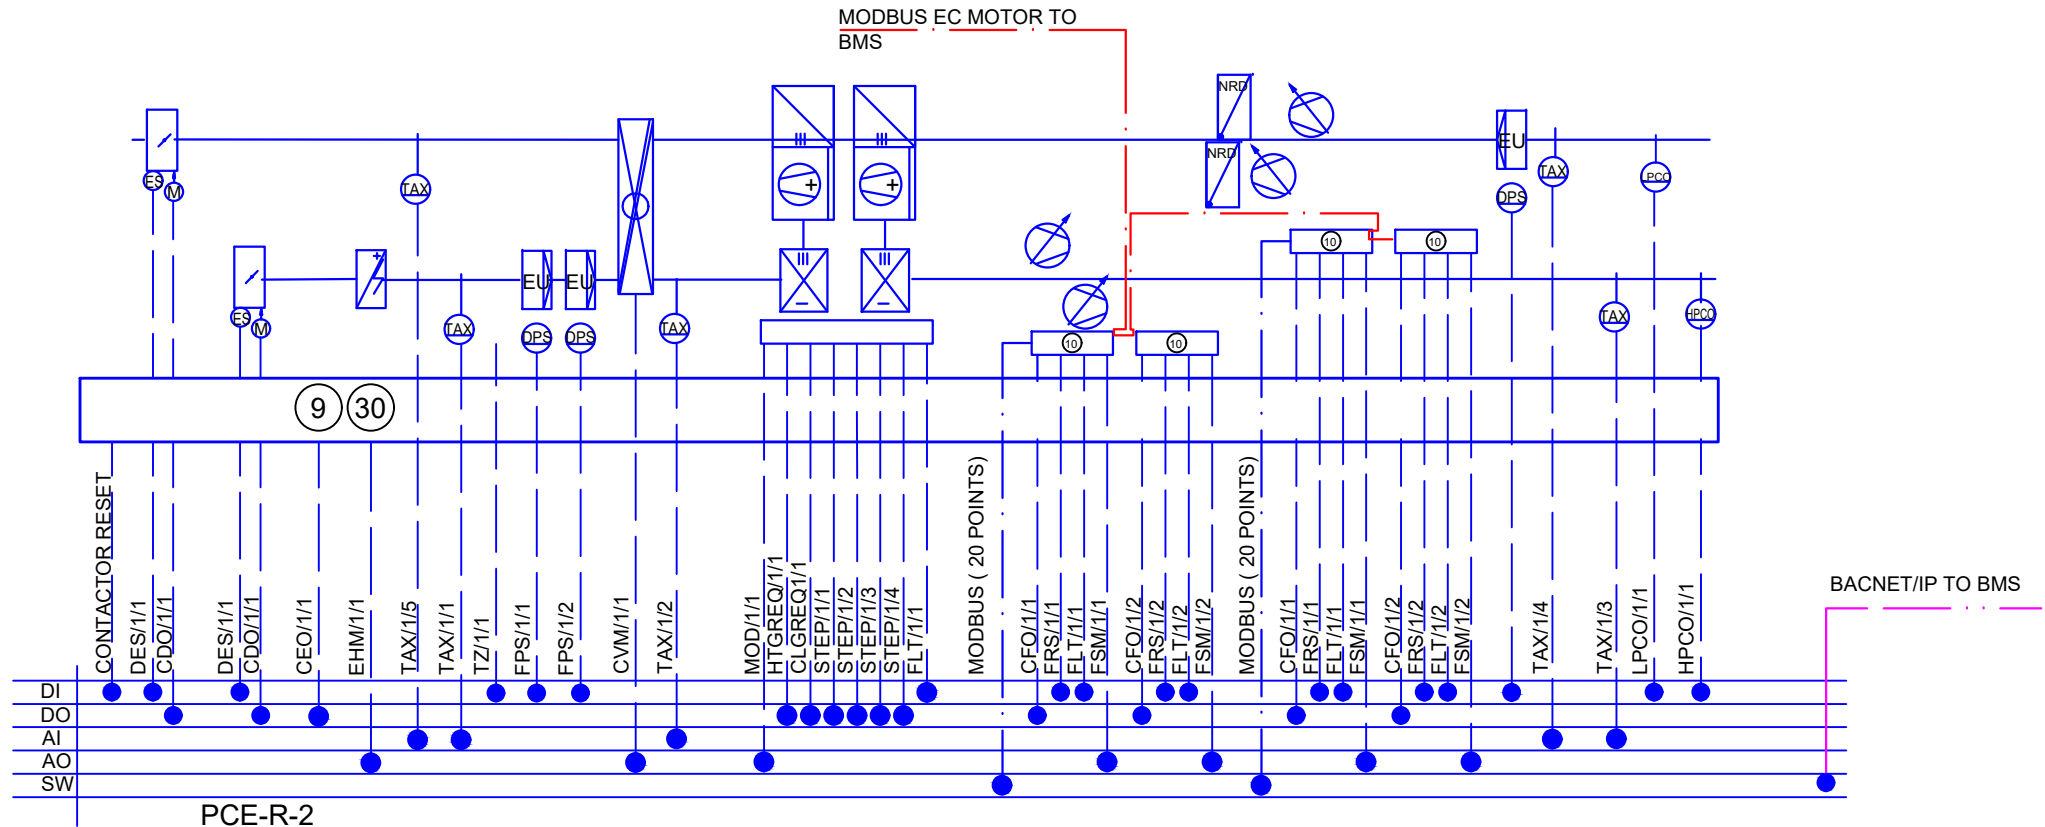 MODBUS EC MOTOR TO
BMS
NRD
NRD
EU
ES
M
TAX
TAX
LPCO
DPS
10
10
ES
M
EU
EU
TAX
DPS
DPS
TAX
TAX
HPCO
10
10
9
30
CONTACTOR RESET
DES/1/1
CDO/1/1
DES/1/1
CDO/1/1
CEO/1/1
EHM/1/1
TAX/1/5
TAX/1/1
TZ/1/1
FPS/1/1
FPS/1/2
CVM/1/1
TAX/1/2
MOD/1/1
HTGREQ/1/1
CLGREQ1/1
STEP/1/1
STEP/1/2
STEP/1/3
STEP/1/4
FLT/1/1
MODBUS ( 20 POINTS)
CFO/1/1
FRS/1/1
FLT/1/1
FSM/1/1
CFO/1/2
FRS/1/2
FLT/1/2
FSM/1/2
MODBUS ( 20 POINTS)
CFO/1/1
FRS/1/1
FLT/1/1
FSM/1/1
CFO/1/2
FRS/1/2
FLT/1/2
FSM/1/2
TAX/1/4
TAX/1/3
LPCO/1/1
HPCO/1/1
BACNET/IP TO BMS
DI
DO
AI
AO
SW
PCE-R-2